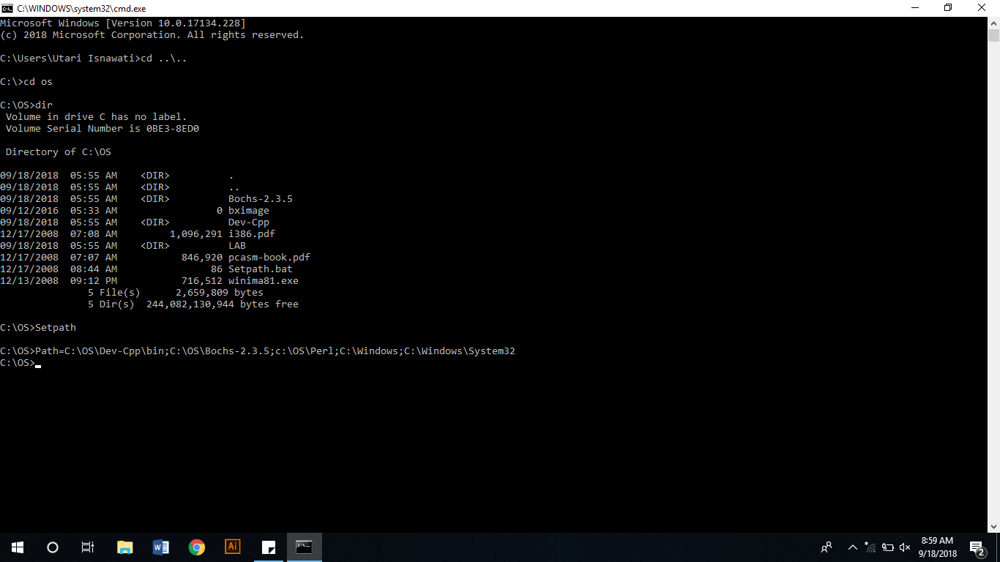 C:\WINDOWS\system32\cmd.exe
Microsoft Windows [Version 10.0.17134.228]
(c) 2018 Microsoft Corporation. All rights reserved.
C:\Users\Utari Isnawati>cd ..\..
C:\>cd os
C:\OS>dir
 Volume in drive C has no label.
 Volume Serial Number is 0BE3-8ED0
 Directory of C:\OS
09/18/2018  05:55 AM    <DIR>          .
09/18/2018  05:55 AM    <DIR>          ..
09/18/2018  05:55 AM    <DIR>          Bochs-2.3.5
09/12/2016  05:33 AM                 0 bximage
09/18/2018  05:55 AM    <DIR>          Dev-Cpp
12/17/2008  07:08 AM         1,096,291 i386.pdf
09/18/2018  05:55 AM    <DIR>          LAB
12/17/2008  07:07 AM           846,920 pcasm-book.pdf
12/17/2008  08:44 AM                86 Setpath.bat
12/13/2008  09:12 PM           716,512 winima81.exe
               5 File(s)      2,659,809 bytes
               5 Dir(s)  244,082,130,944 bytes free
C:\OS>Setpath
C:\OS>Path=C:\OS\Dev-Cpp\bin;C:\OS\Bochs-2.3.5;c:\OS\Perl;C:\Windows;C:\Windows\System32
C:\OS>
Ai
8:59 AM
9/18/2018
2